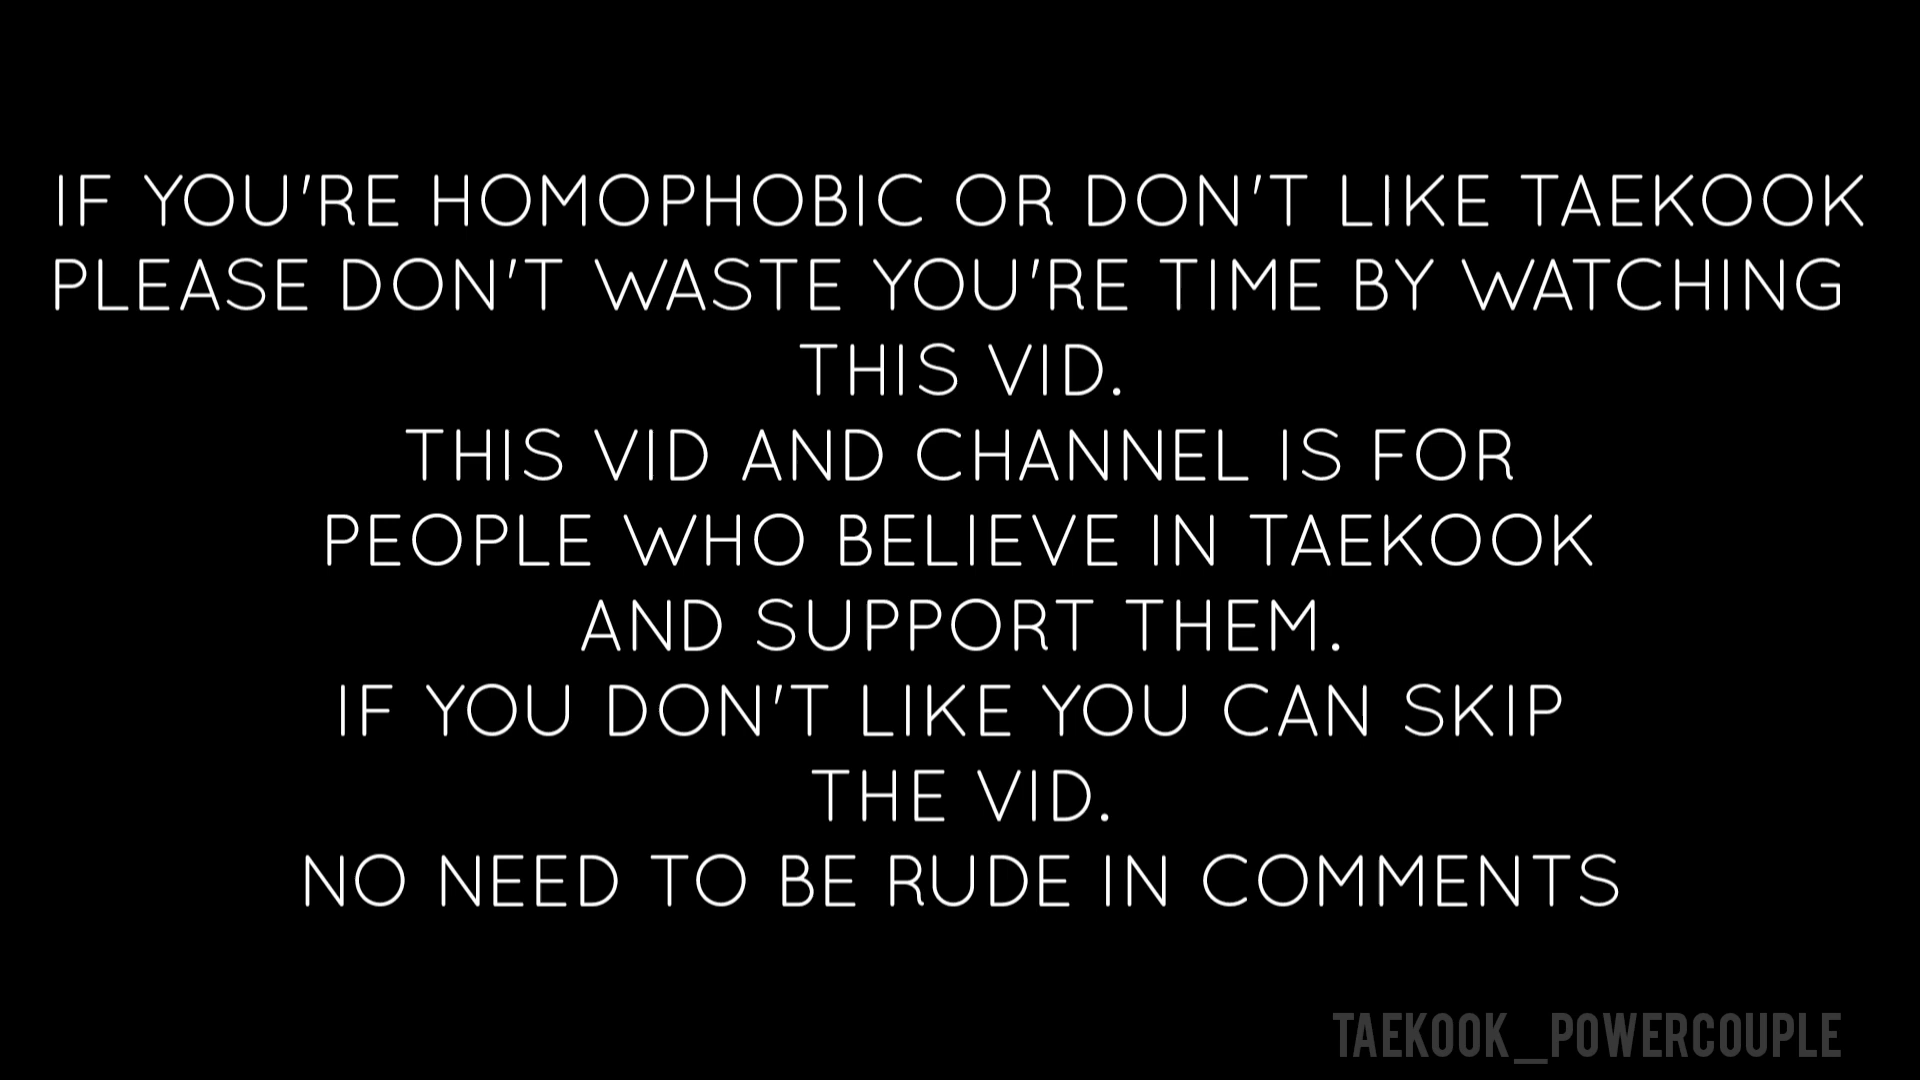 IF YOU'RE HOMOPHOBIC OR DON'T LIKE TAEKOOK
PLEASE DON'T WASTE YOU'RE TIME BY WATCHING
THIS VID.
THIS VID AND CHANNEL IS FOR
PEOPLE WHO BELIEVE IN TAEKOOK
AND SUPPORT THEM.
IF YOU DON'T LIKE YOU CAN SKIP
THE VID.
NO NEED TO BE RUDE IN COMMENTS
TAEKOOK_POWERCOUPLE